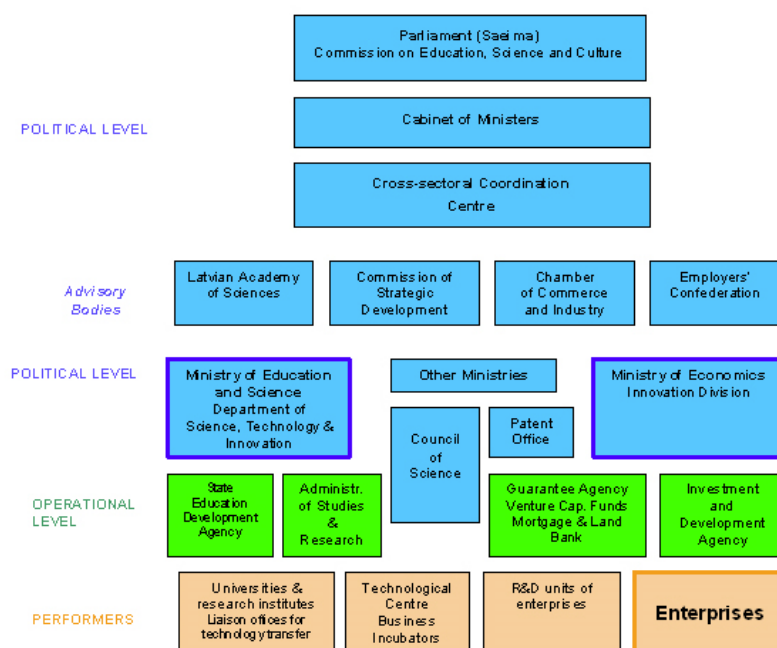 Parliament (Saeima)
Commission on Education, Science and Culture
POLITICAL LEVEL
Cabinet of Ministers
Cross-sectoral Coordination
Centre
Advisory
Bodies
Latvian Academy
of Sciences
Commission of
Strategic
Development
Chamber
of Commerce
and Industry
Employers'
Confederation
POLITICAL LEVEL
Ministry of Education
and Science
Department of
Science, Technology &
Innovation
Other Ministries
Ministry of Economics
Innovation Division
Council
of
Science
Patent
Office
OPERATIONAL
LEVEL
State
Education
Development
Agency
Administr.
of Studies
&
Research
Guarantee Agency
Venture Cap. Funds
Mortgage & Land
Bank
Investment
and
Development
Agency
PERFORMERS
Universities &
research institutes
Liaison offices for
technology transfer
Technological
Centre
Business
Incubators
R&D units of
enterprises
Enterprises